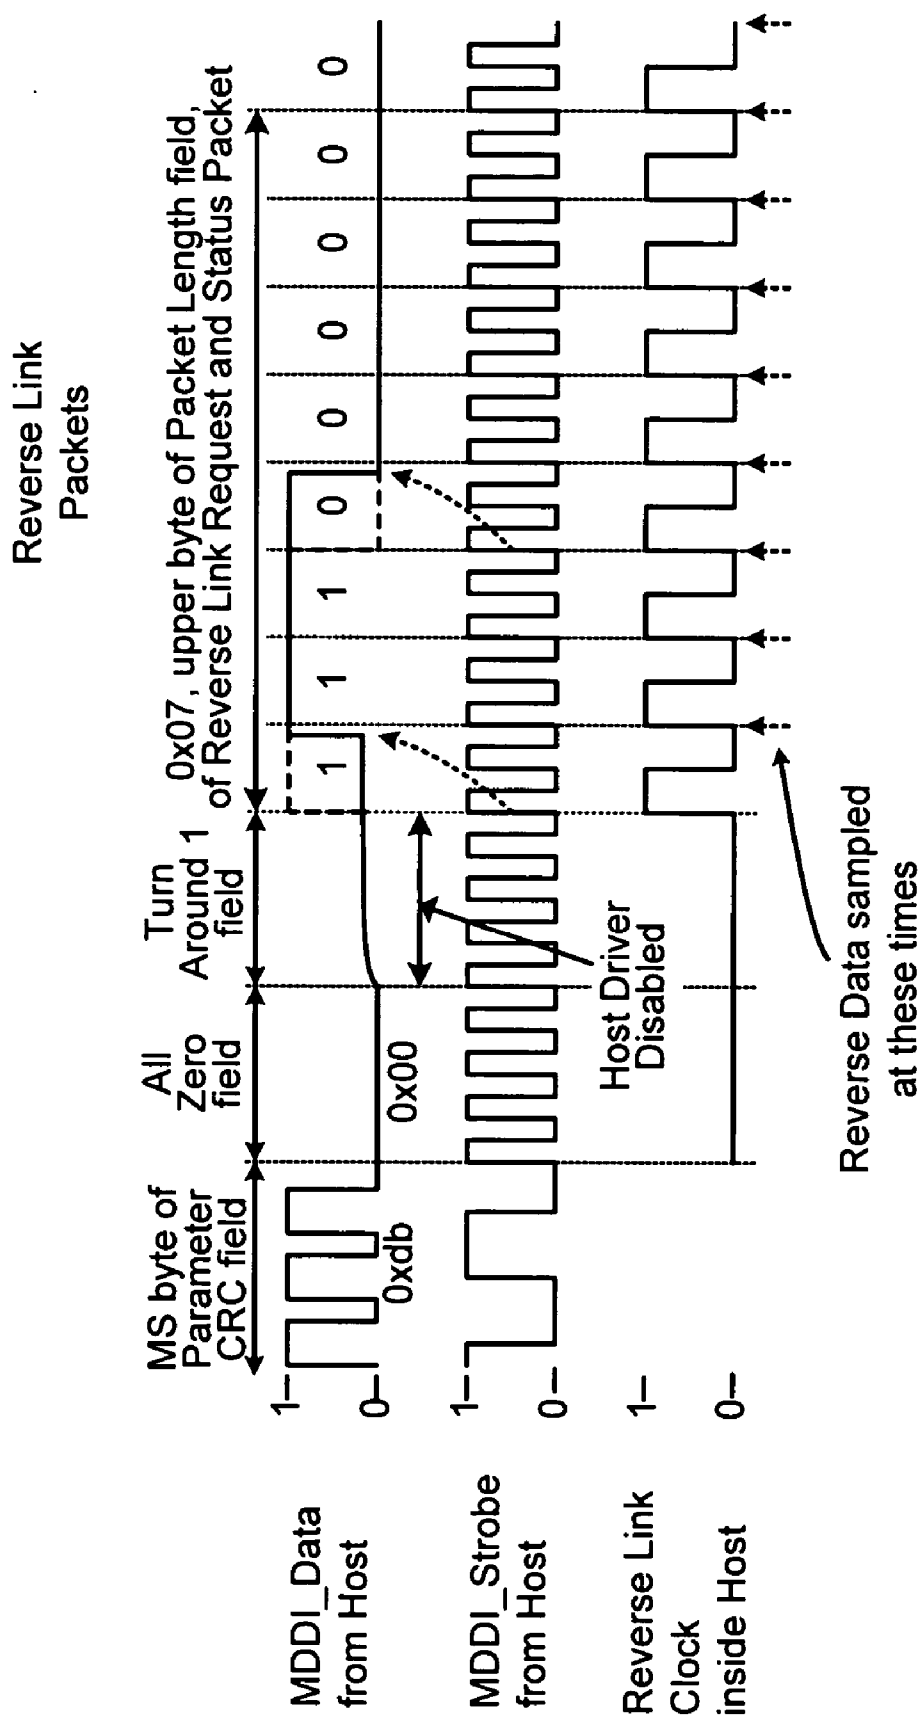 Reverse Link
Packets
MS byte of
Parameter
CRC field
All
Zero
field
Turn
Around 1
field
0x07, upper byte of Packet Length field,
of Reverse Link Request and Status Packet
MDDI_Data
from Host
1
0
0xdb
0x00
1 1 1 0 0 0 0 0 0
MDDI_Strobe
from Host
1
0
Host Driver
Disabled
Reverse Link
Clock
inside Host
1
0
Reverse Data sampled
at these times